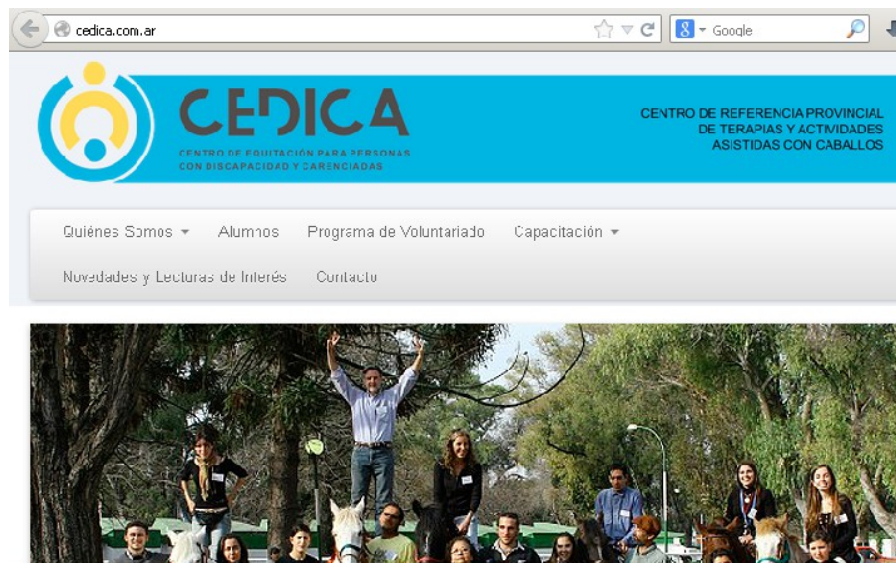 cedica.com.ar
Google
CEDICA
CENTRO DE EQUITACIÓN PARA PERSONAS
CON DISCAPACIDAD Y CARENCIADAS
CENTRO DE REFERENCIA PROVINCIAL
DE TERAPIAS Y ACTIVIDADES
ASISTIDAS CON CABALLOS
Quiénes Somos Alumnos Programa de Voluntariado Capacitación
Novedades y Lecturas de Interés Contacto